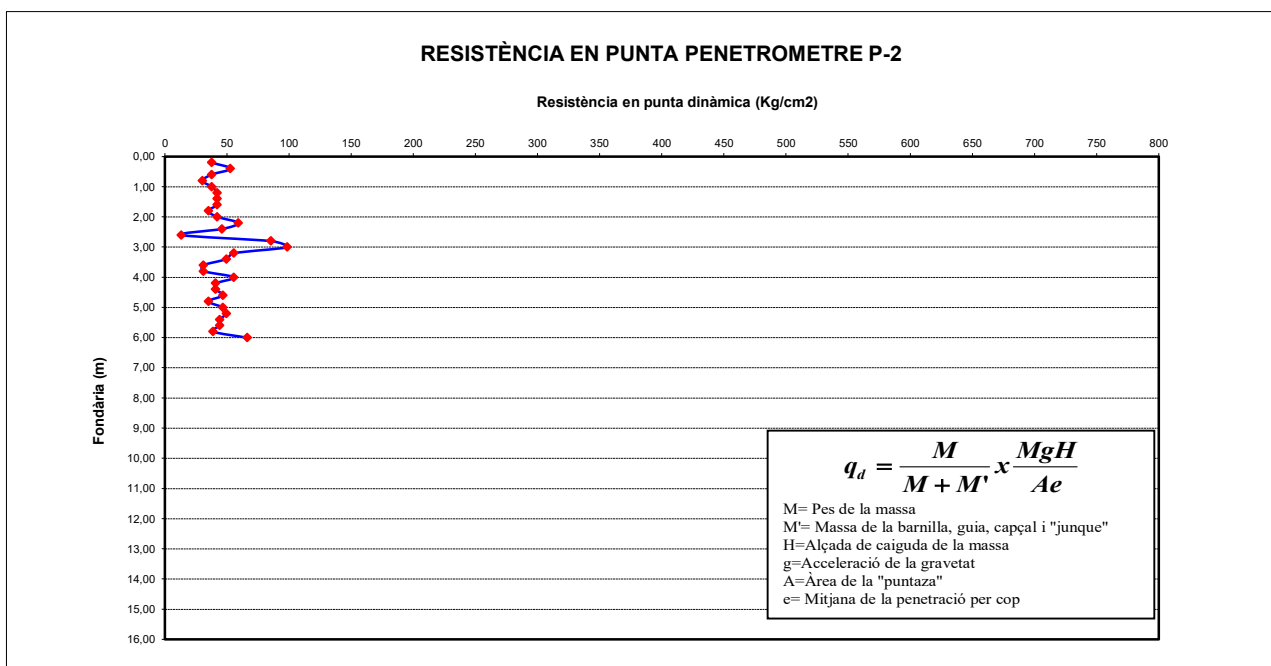 RESISTÈNCIA EN PUNTA PENETROMETRE P-2
Resistència en punta dinàmica (Kg/cm2)
0 50 100 150 200 250 300 350 400 450 500 550 600 650 700 750 800
0,00
1,00
2,00
3,00
4,00
5,00
6,00
7,00
8,00
9,00
10,00
11,00
12,00
13,00
14,00
15,00
16,00
Fondària (m)
q_d = M / (M + M') x MgH / Ae
M= Pes de la massa
M'= Massa de la barnilla, guia, capçal i "junque"
H=Alçada de caiguda de la massa
g=Acceleració de la gravetat
A=Àrea de la "puntaza"
e= Mitjana de la penetració per cop